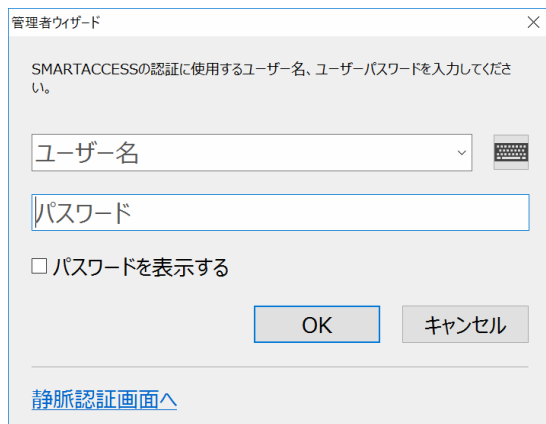 管理者ウィザード
SMARTACCESSの認証に使用するユーザー名、ユーザーパスワードを入力してくださ
い。
ユーザー名
パスワード
パスワードを表示する
OK キャンセル
静脈認証画面へ